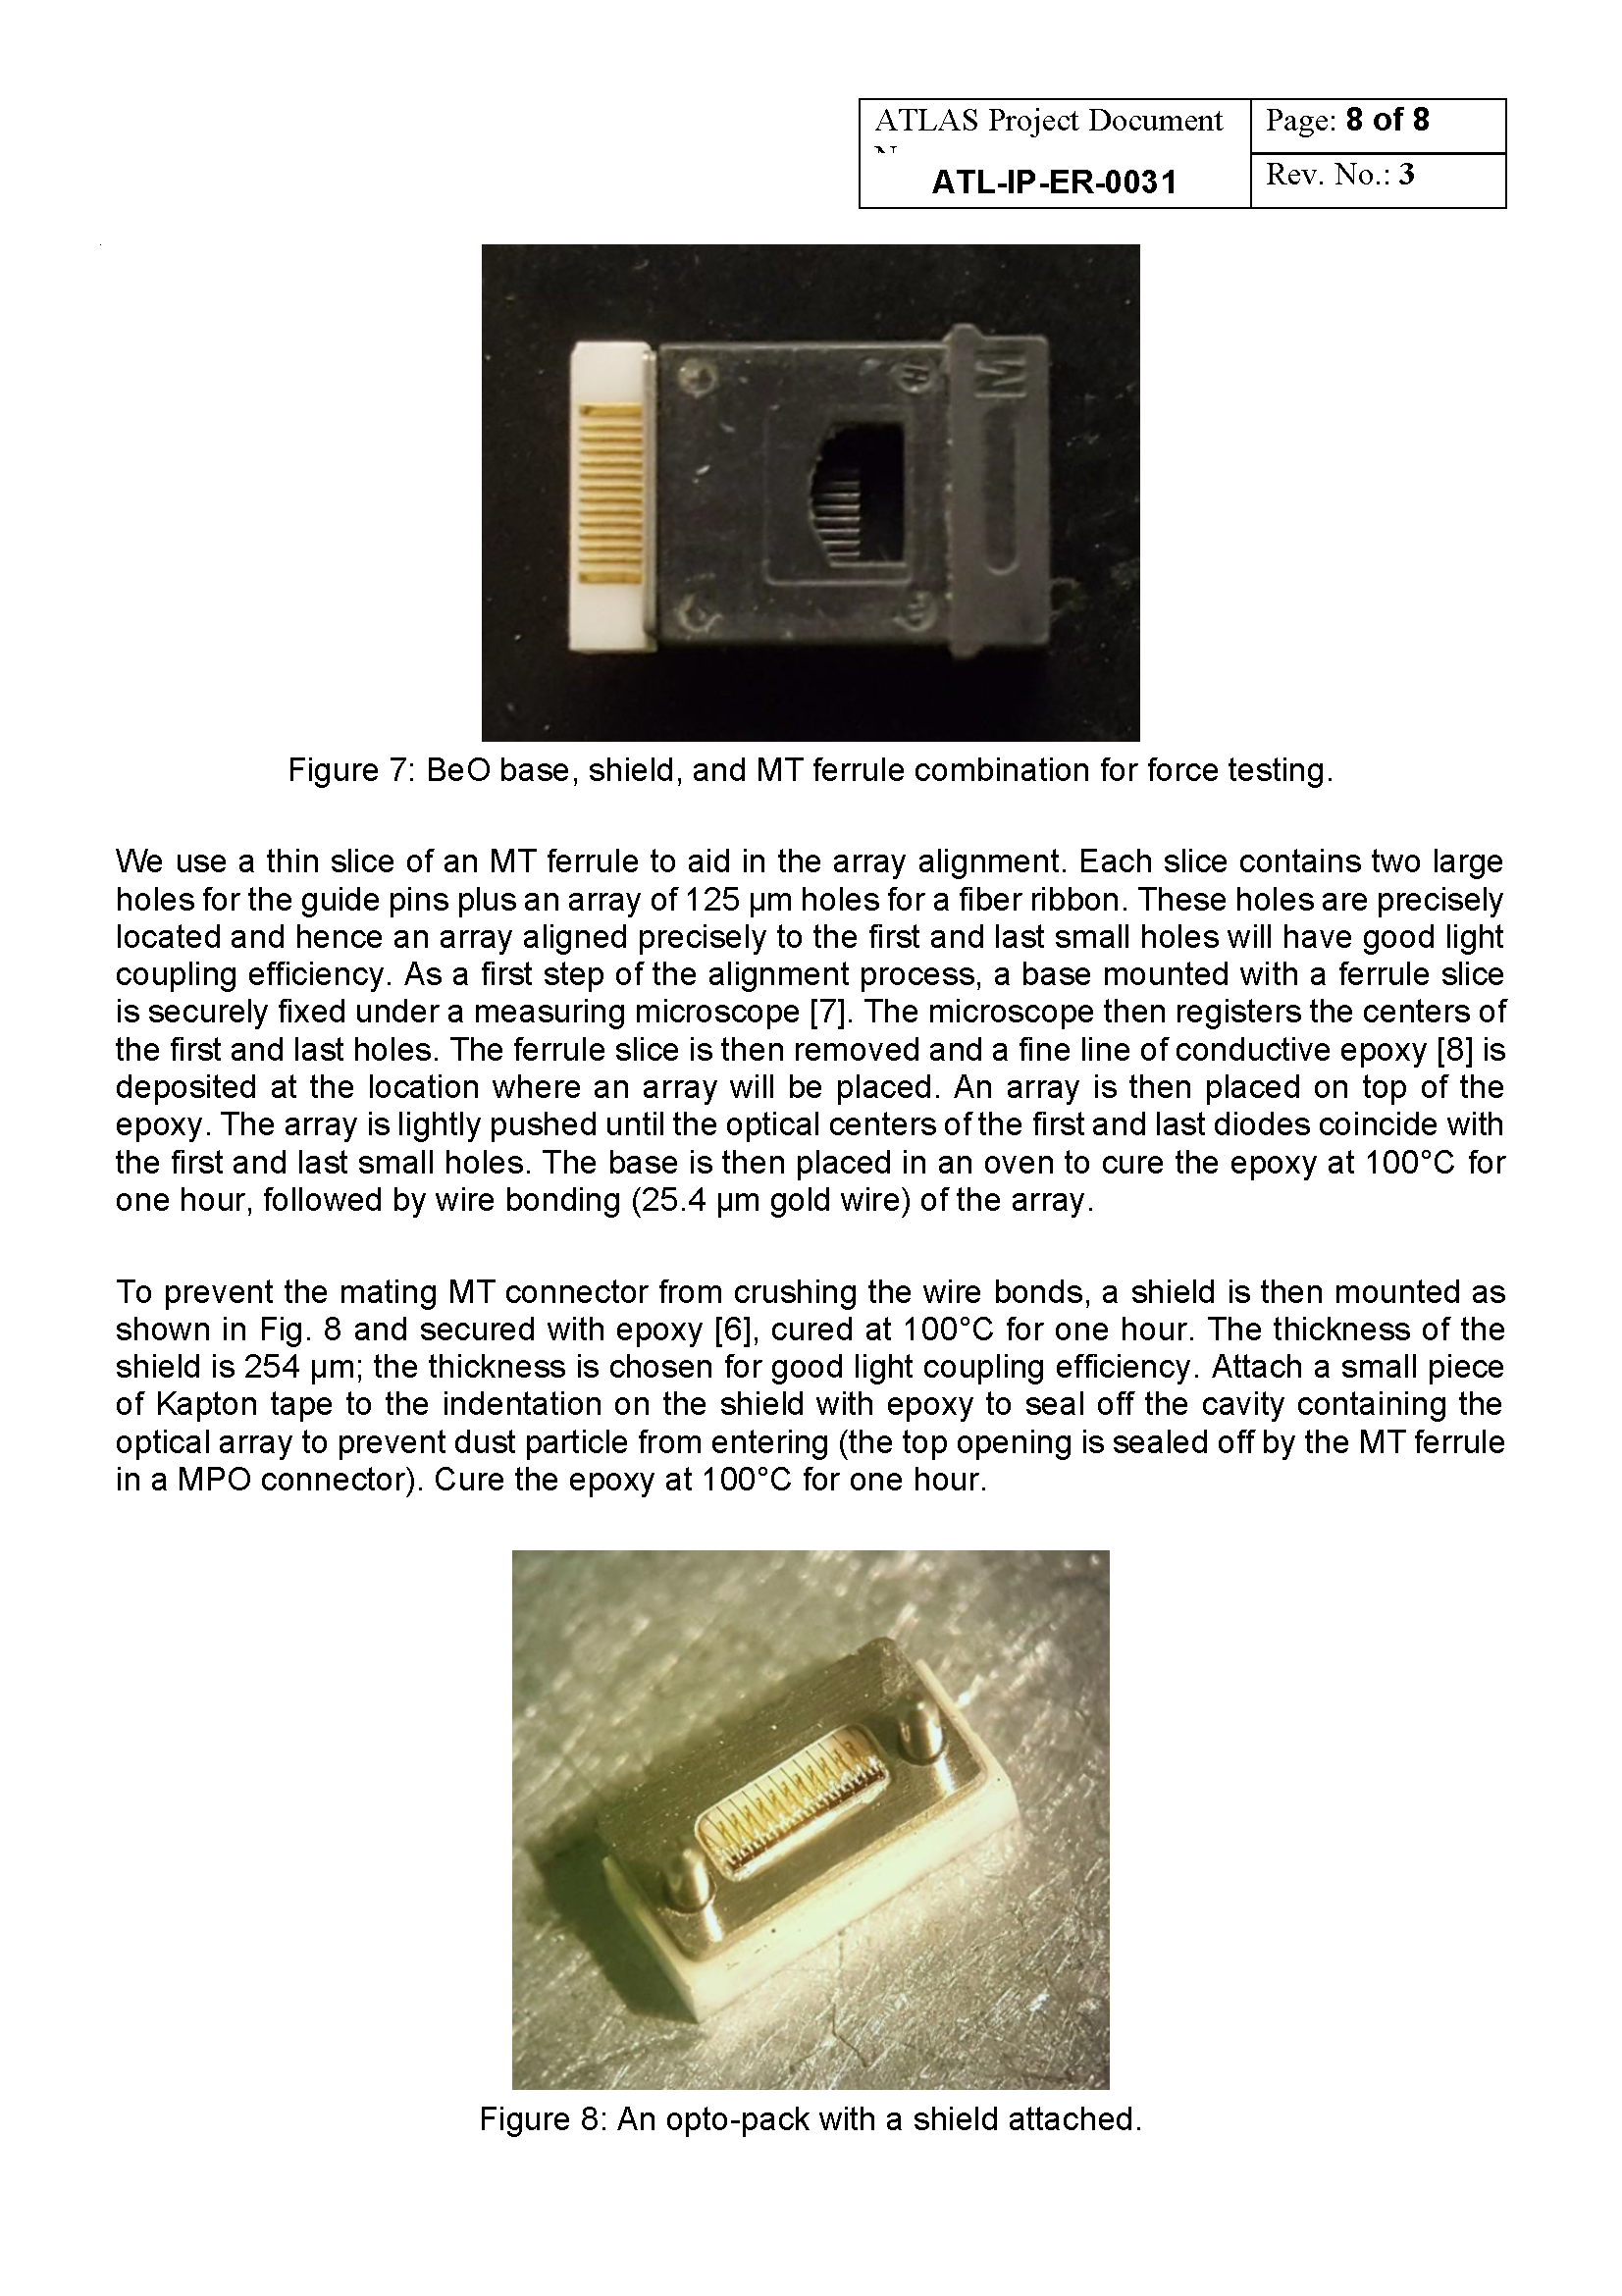 ATLAS Project Document
Page: 8 of 8
ATL-IP-ER-0031
Rev. No.: 3
M
Figure 7: BeO base, shield, and MT ferrule combination for force testing.
We use a thin slice of an MT ferrule to aid in the array alignment. Each slice contains two large
holes for the guide pins plus an array of 125 µm holes for a fiber ribbon. These holes are precisely
located and hence an array aligned precisely to the first and last small holes will have good light
coupling efficiency. As a first step of the alignment process, a base mounted with a ferrule slice
is securely fixed under a measuring microscope [7]. The microscope then registers the centers of
the first and last holes. The ferrule slice is then removed and a fine line of conductive epoxy [8] is
deposited at the location where an array will be placed. An array is then placed on top of the
epoxy. The array is lightly pushed until the optical centers of the first and last diodes coincide with
the first and last small holes. The base is then placed in an oven to cure the epoxy at 100°C for
one hour, followed by wire bonding (25.4 µm gold wire) of the array.
To prevent the mating MT connector from crushing the wire bonds, a shield is then mounted as
shown in Fig. 8 and secured with epoxy [6], cured at 100°C for one hour. The thickness of the
shield is 254 µm; the thickness is chosen for good light coupling efficiency. Attach a small piece
of Kapton tape to the indentation on the shield with epoxy to seal off the cavity containing the
optical array to prevent dust particle from entering (the top opening is sealed off by the MT ferrule
in a MPO connector). Cure the epoxy at 100°C for one hour.
Figure 8: An opto-pack with a shield attached.